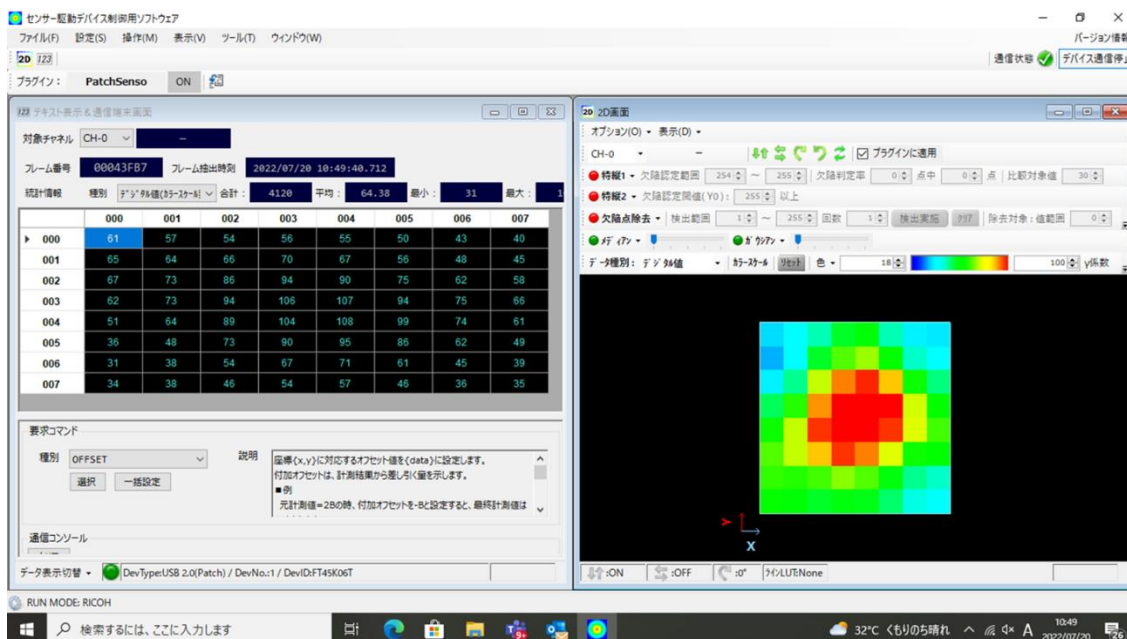 センサー駆動デバイス制御用ソフトウェア
ファイル(F) 設定(S) 操作(M) 表示(V) ツール(T) ウィンドウ(W) バージョン情報
2D 123 通信状態 デバイス通信停止
プラグイン： PatchSenso ON
123 テキスト表示＆通信端末画面
対象チャネル CH-0 －
フレーム番号 00043FB7 フレーム抽出時刻 2022/07/20 10:49:40.712
統計情報 種別 デジタル値(カラースケール) 合計： 4120 平均： 64.38 最小： 31 最大：
000 001 002 003 004 005 006 007
000 61 57 54 56 55 50 43 40
001 65 64 66 70 67 56 48 45
002 67 73 86 94 90 75 62 58
003 62 73 94 106 107 94 75 66
004 51 64 89 104 108 99 74 61
005 36 48 73 90 95 86 62 49
006 31 38 54 67 71 61 45 39
007 34 38 46 54 57 46 36 35
要求コマンド
種別 OFFSET 説明
選択 一括設定
座標{x,y}に対応するオフセット値を{data}に設定します。
付加オフセットは、計測結果から差し引く量を示します。
■例
元計測値=2Bの時、付加オフセットを-Bと設定すると、最終計測値は
通信コンソール
データ表示切替 DevType:USB 2.0(Patch) / DevNo.:1 / DevID:FT45K06T
2D 2D画面
オプション(O) 表示(D)
CH-0 － プラグインに適用
特縦1 欠陥認定範囲 254 ～ 255 欠陥判定率 0 点中 0 点 比較対象値 30
特縦2 欠陥認定閾値(Y0)： 255 以上
欠陥点除去 検出範囲 1 ～ 255 回数 1 検出実施 クリア 除去対象：値範囲 0
メディアン ガウシアン
データ種別： デジタル値 カラースケール リセット 色 18 100 γ係数
Y
X
:ON :OFF :0° ラインLUT:None
RUN MODE: RICOH
検索するには、ここに入力します
32°C くもりのち晴れ A 10:49
2022/07/20 26